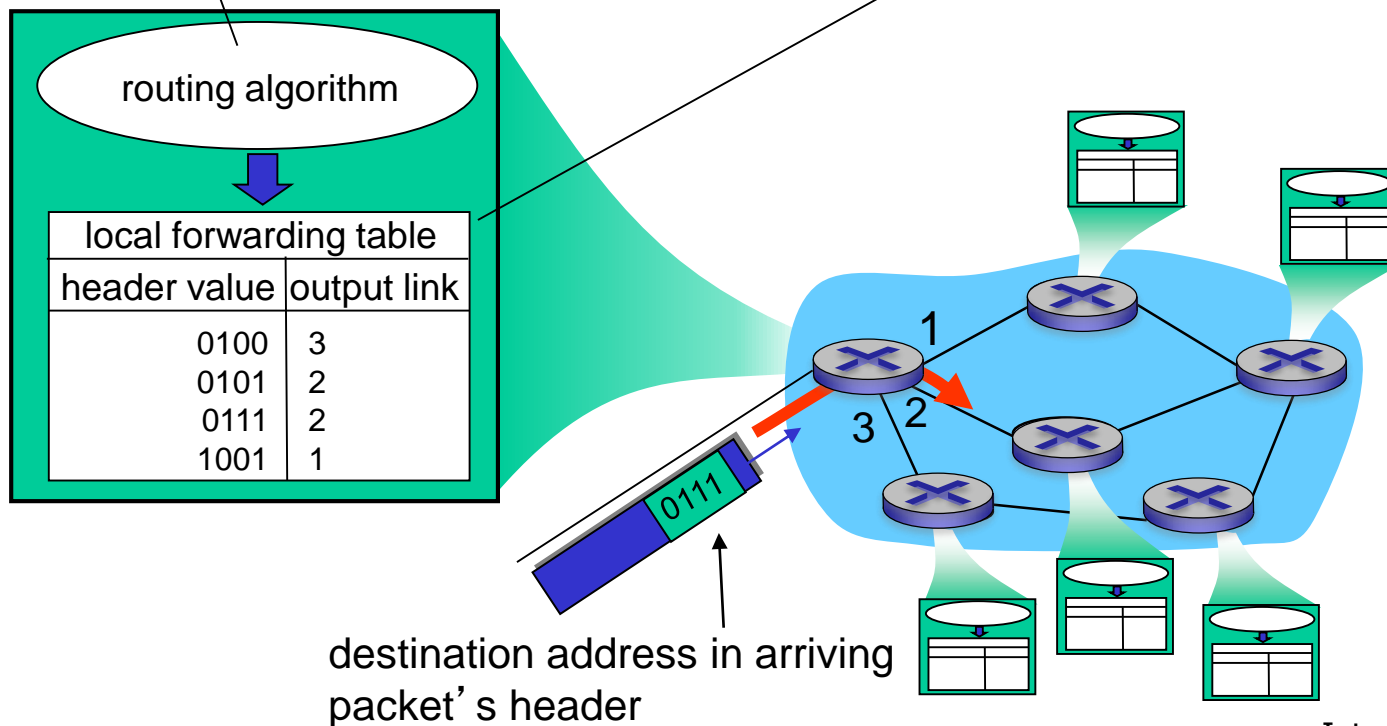 routing algorithm
local forwarding table
header value output link
0100 3
0101 2
0111 2
1001 1
1
2
3
0111
destination address in arriving
packet’s header